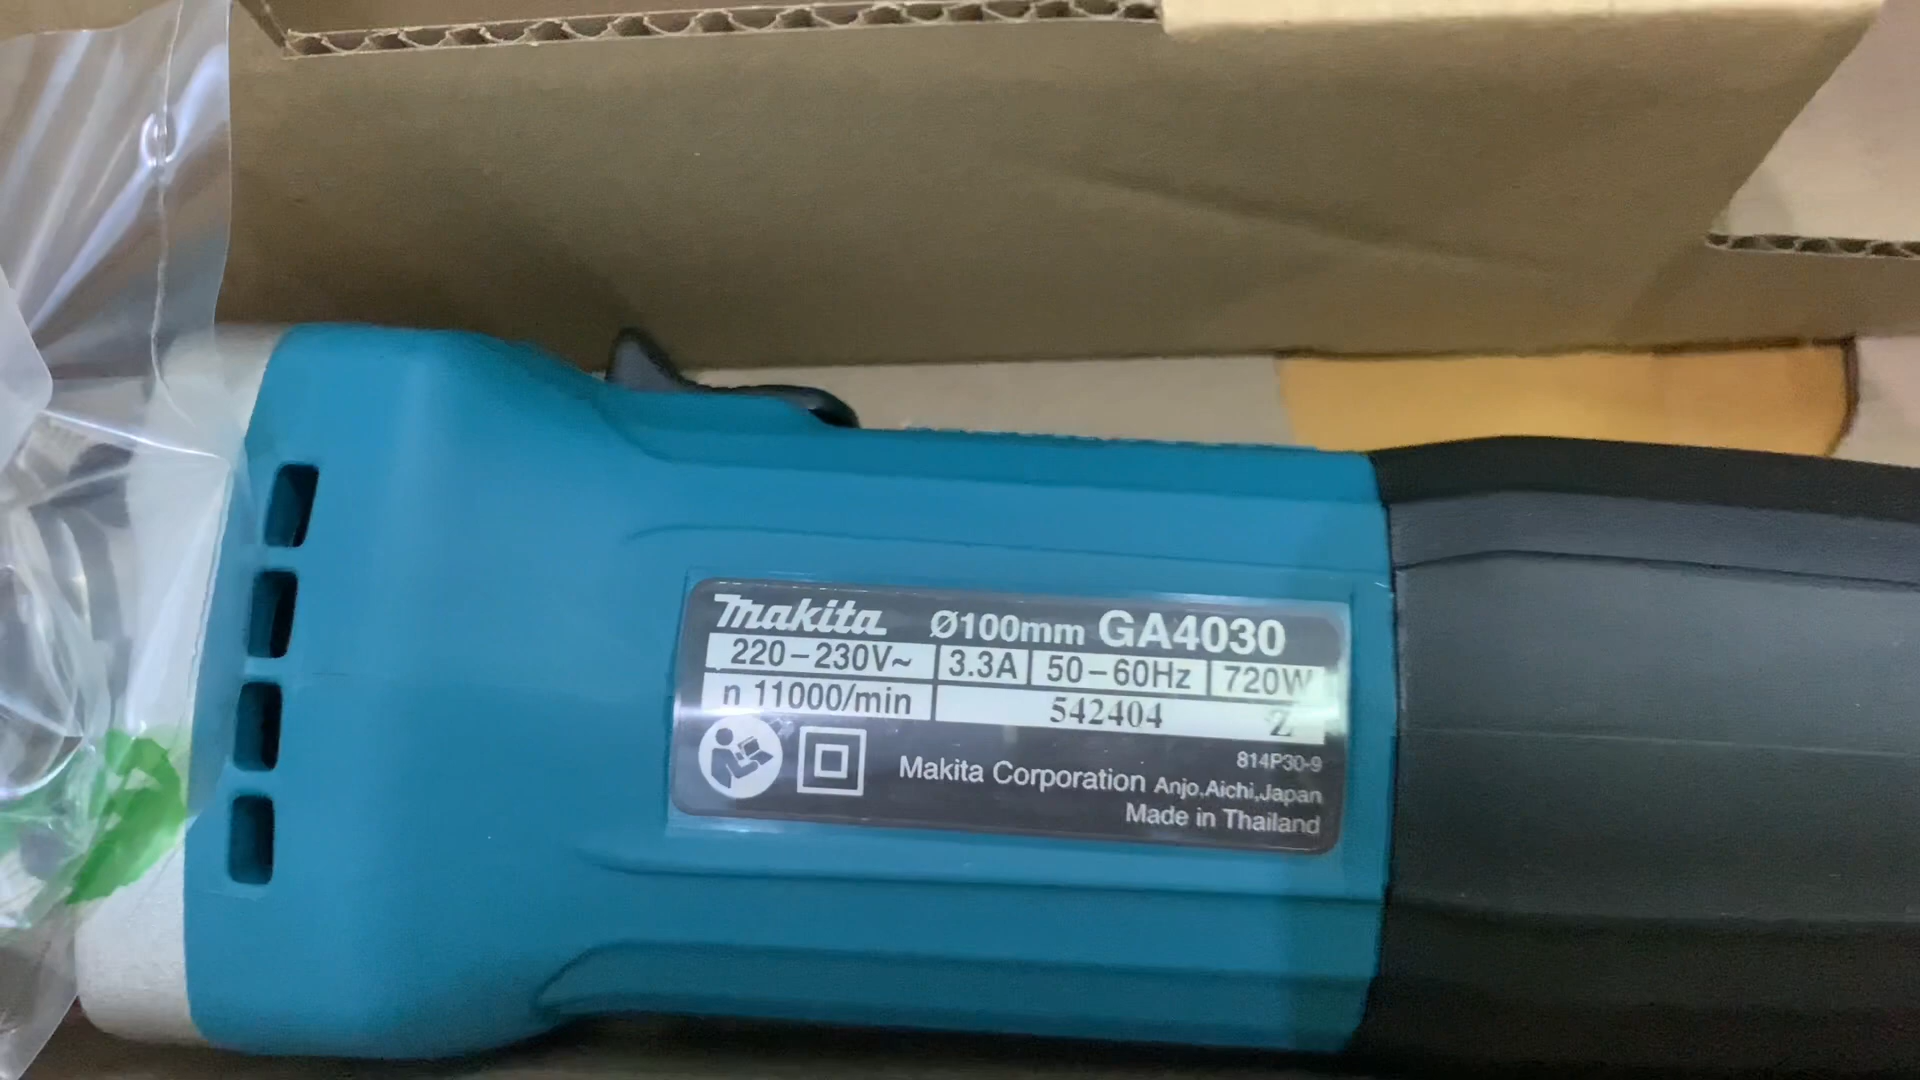 makita Ø100mm GA4030
220–230V~ 3.3A 50–60Hz 720W
n 11000/min 542404 Z
814P30-9
Makita Corporation Anjo,Aichi,Japan
Made in Thailand